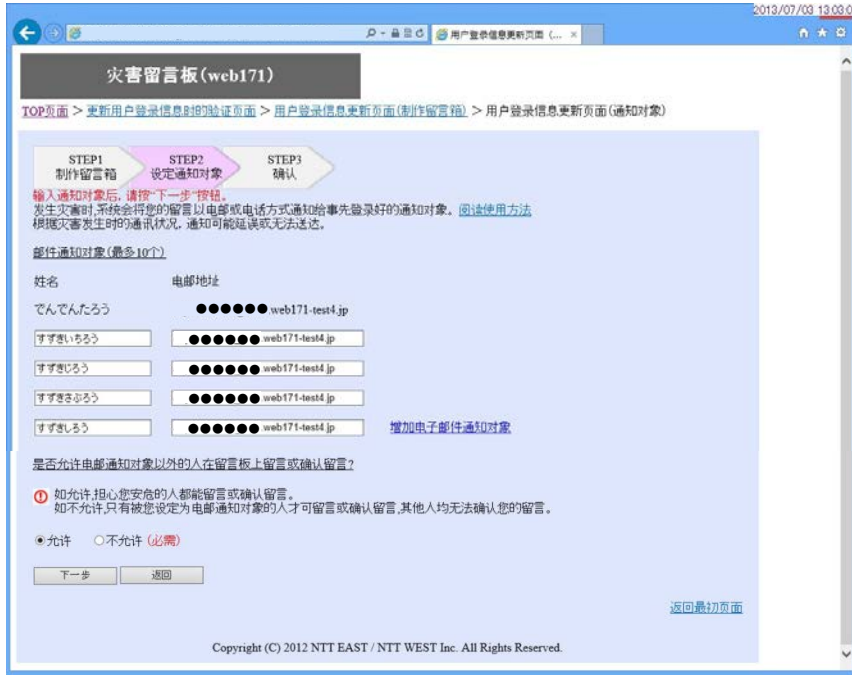 2013/07/03 13:03:0
用户登录信息更新页面 (...
灾害留言板(web171)
TOP页面 > 更新用户登录信息时的验证页面 > 用户登录信息更新页面(制作留言箱) > 用户登录信息更新页面(通知对象)
STEP1 STEP2 STEP3
制作留言箱 设定通知对象 确认
输入通知对象后, 请按“下一步”按钮。
发生灾害时,系统会将您的留言以电邮或电话方式通知给事先登录好的通知对象。 阅读使用方法
根据灾害发生时的通讯状况, 通知可能延误或无法送达。
邮件通知对象(最多10个)
姓名 电邮地址
でんでんたろう ●●●●●●.web171-test4.jp
すずきいちろう ●●●●●●.web171-test4.jp
すずきじろう ●●●●●●.web171-test4.jp
すずきさぶろう ●●●●●●.web171-test4.jp
すずきしろう ●●●●●●.web171-test4.jp 增加电子邮件通知对象
是否允许电邮通知对象以外的人在留言板上留言或确认留言?
如允许,担心您安危的人都能留言或确认留言。
如不允许,只有被您设定为电邮通知对象的人才可留言或确认留言,其他人均无法确认您的留言。
允许 不允许 (必需)
下一步 返回
返回最初页面
Copyright (C) 2012 NTT EAST / NTT WEST Inc. All Rights Reserved.